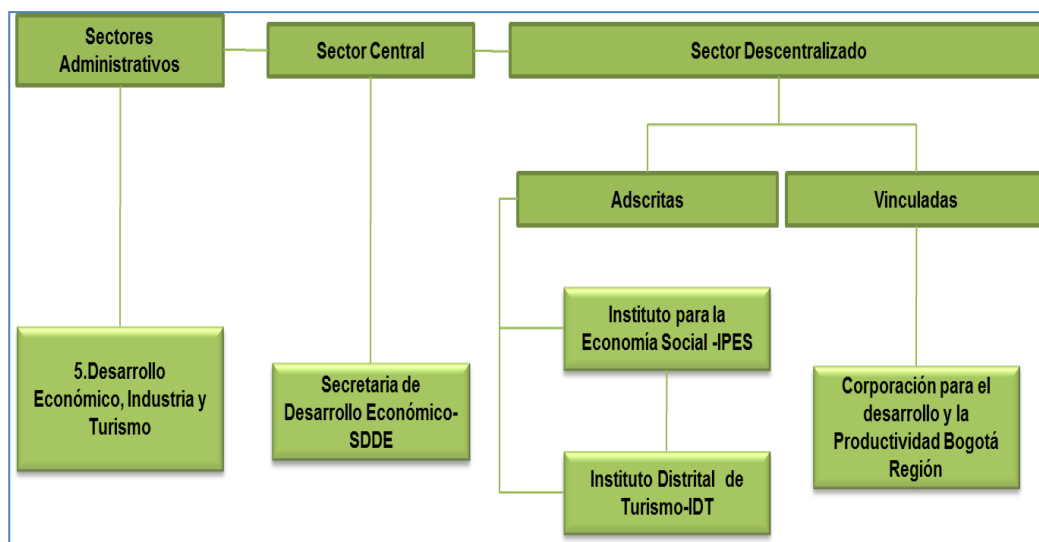 Sectores
Administrativos
Sector Central
Sector Descentralizado
Adscritas
Vinculadas
Instituto para la
Economía Social -IPES
5.Desarrollo
Económico, Industria y
Turismo
Secretaria de
Desarrollo Económico-
SDDE
Corporación para el
desarrollo y la
Productividad Bogotá
Región
Instituto Distrital de
Turismo-IDT